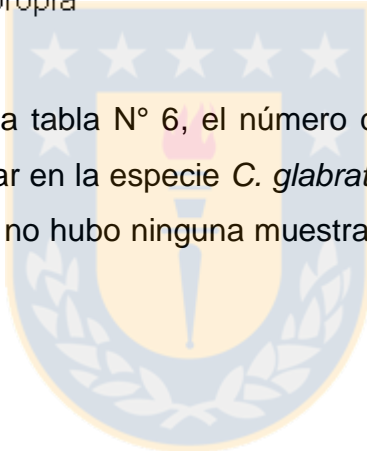 propia
a tabla N° 6, el número d
ar en la especie C. glabrat
no hubo ninguna muestra